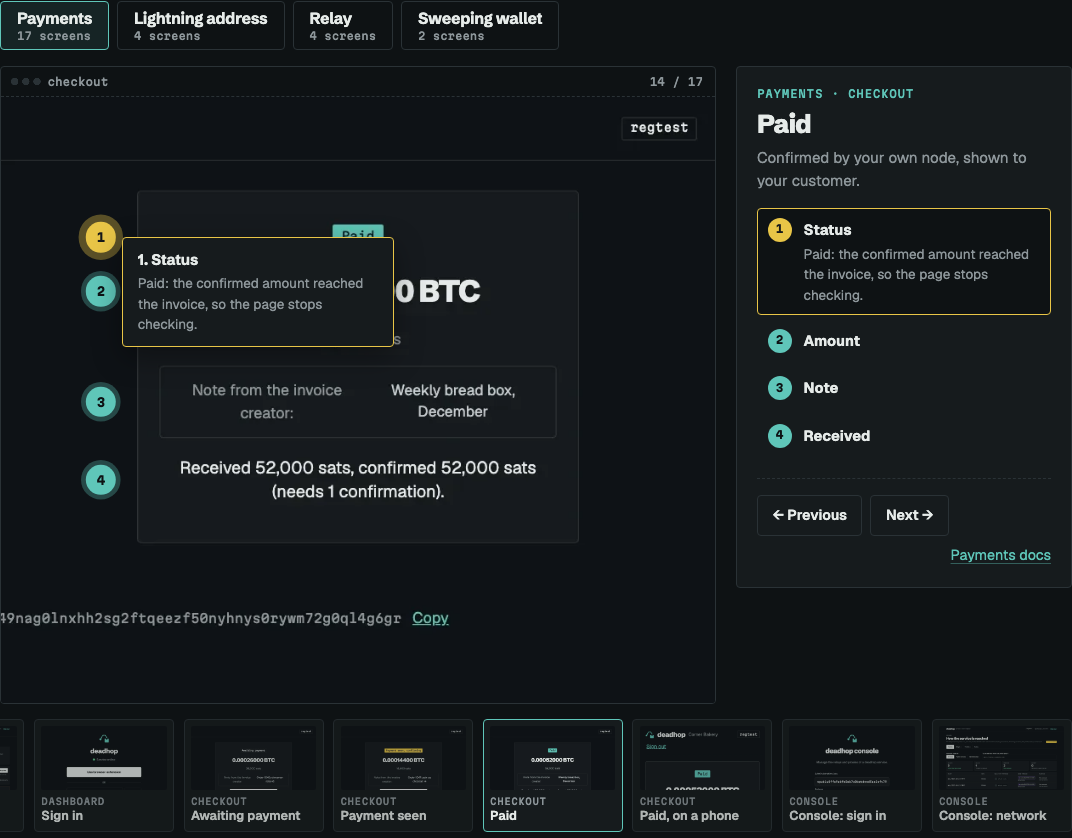 Payments
17 screens
Lightning address
4 screens
Relay
4 screens
Sweeping wallet
2 screens
checkout
14 / 17
regtest
Paid
1
1. Status
Paid: the confirmed amount reached
the invoice, so the page stops
checking.
2
0 BTC
s
3
Note from the invoice
creator:
Weekly bread box,
December
4
Received 52,000 sats, confirmed 52,000 sats
(needs 1 confirmation).
49nag0lnxhh2sg2ftqeezf50nyhnys0rywm72g0ql4g6gr
Copy
PAYMENTS · CHECKOUT
Paid
Confirmed by your own node, shown to
your customer.
1
Status
Paid: the confirmed amount reached
the invoice, so the page stops
checking.
2
Amount
3
Note
4
Received
← Previous
Next →
Payments docs
deadhop
DASHBOARD
Sign in
CHECKOUT
Awaiting payment
CHECKOUT
Payment seen
CHECKOUT
Paid
deadhop
regtest
Sign out
Paid
CHECKOUT
Paid, on a phone
deadhop console
CONSOLE
Console: sign in
CONSOLE
Console: network